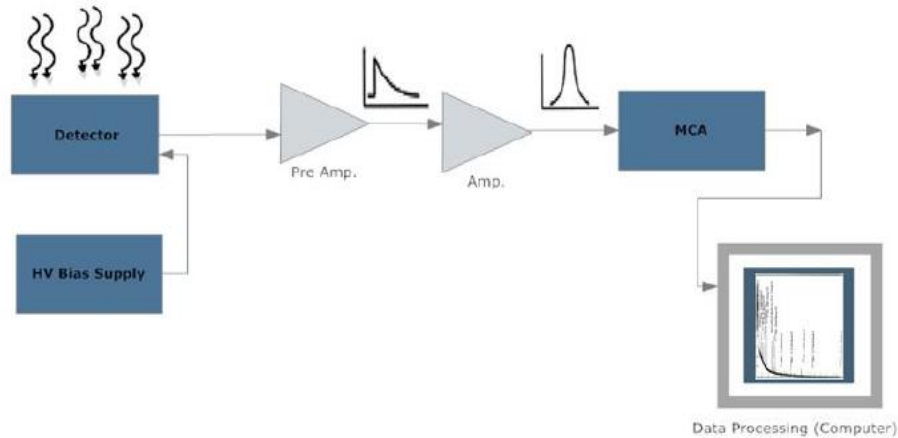 Detector
Pre Amp.
Amp.
MCA
HV Bias Supply
Data Processing (Computer)